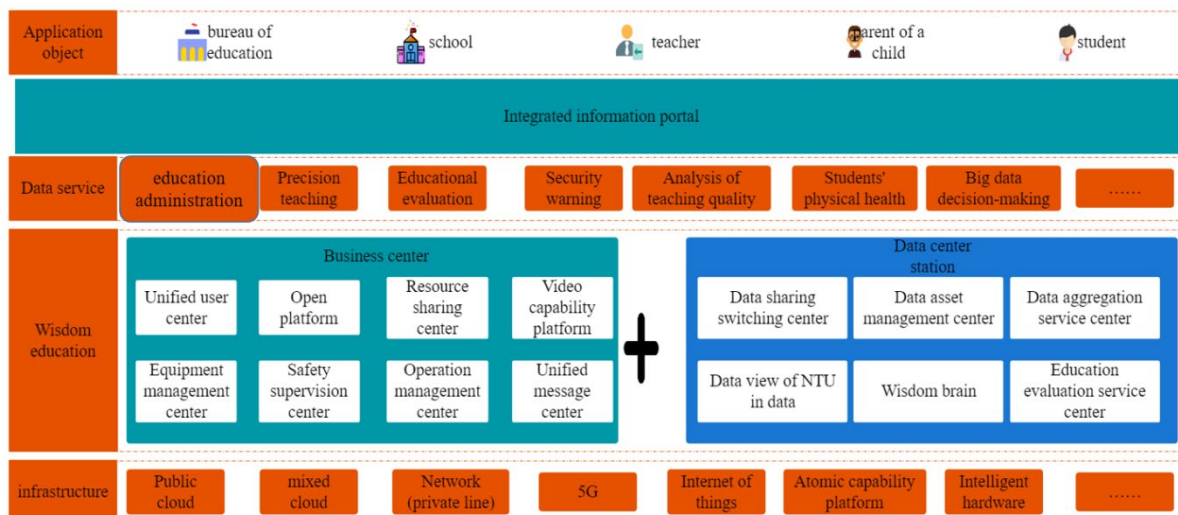 Application
object
bureau of
education
school
teacher
arent of a
child
student
Integrated information portal
Data service
education
administration
Precision
teaching
Educational
evaluation
Security
warning
Analysis of
teaching quality
Students'
physical health
Big data
decision-making
……
Wisdom
education
Business center
Unified user
center
Open
platform
Resource
sharing
center
Video
capability
platform
Equipment
management
center
Safety
supervision
center
Operation
management
center
Unified
message
center
Data center
station
Data sharing
switching center
Data asset
management center
Data aggregation
service center
Data view of NTU
in data
Wisdom brain
Education
evaluation service
center
infrastructure
Public
cloud
mixed
cloud
Network
(private line)
5G
Internet of
things
Atomic capability
platform
Intelligent
hardware
……